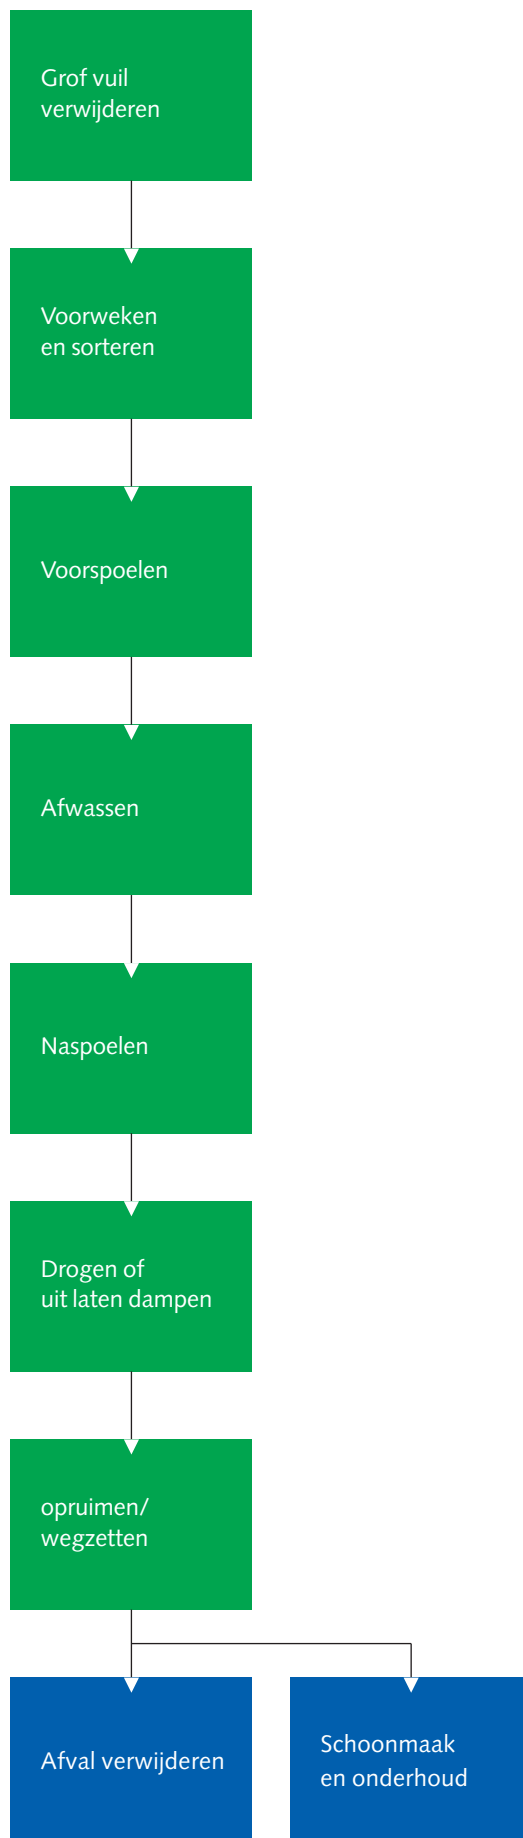 Grof vuil
verwijderen
Voorweken
en sorteren
Voorspoelen
Afwassen
Naspoelen
Drogen of
uit laten dampen
opruimen/
wegzetten
Afval verwijderen
Schoonmaak
en onderhoud